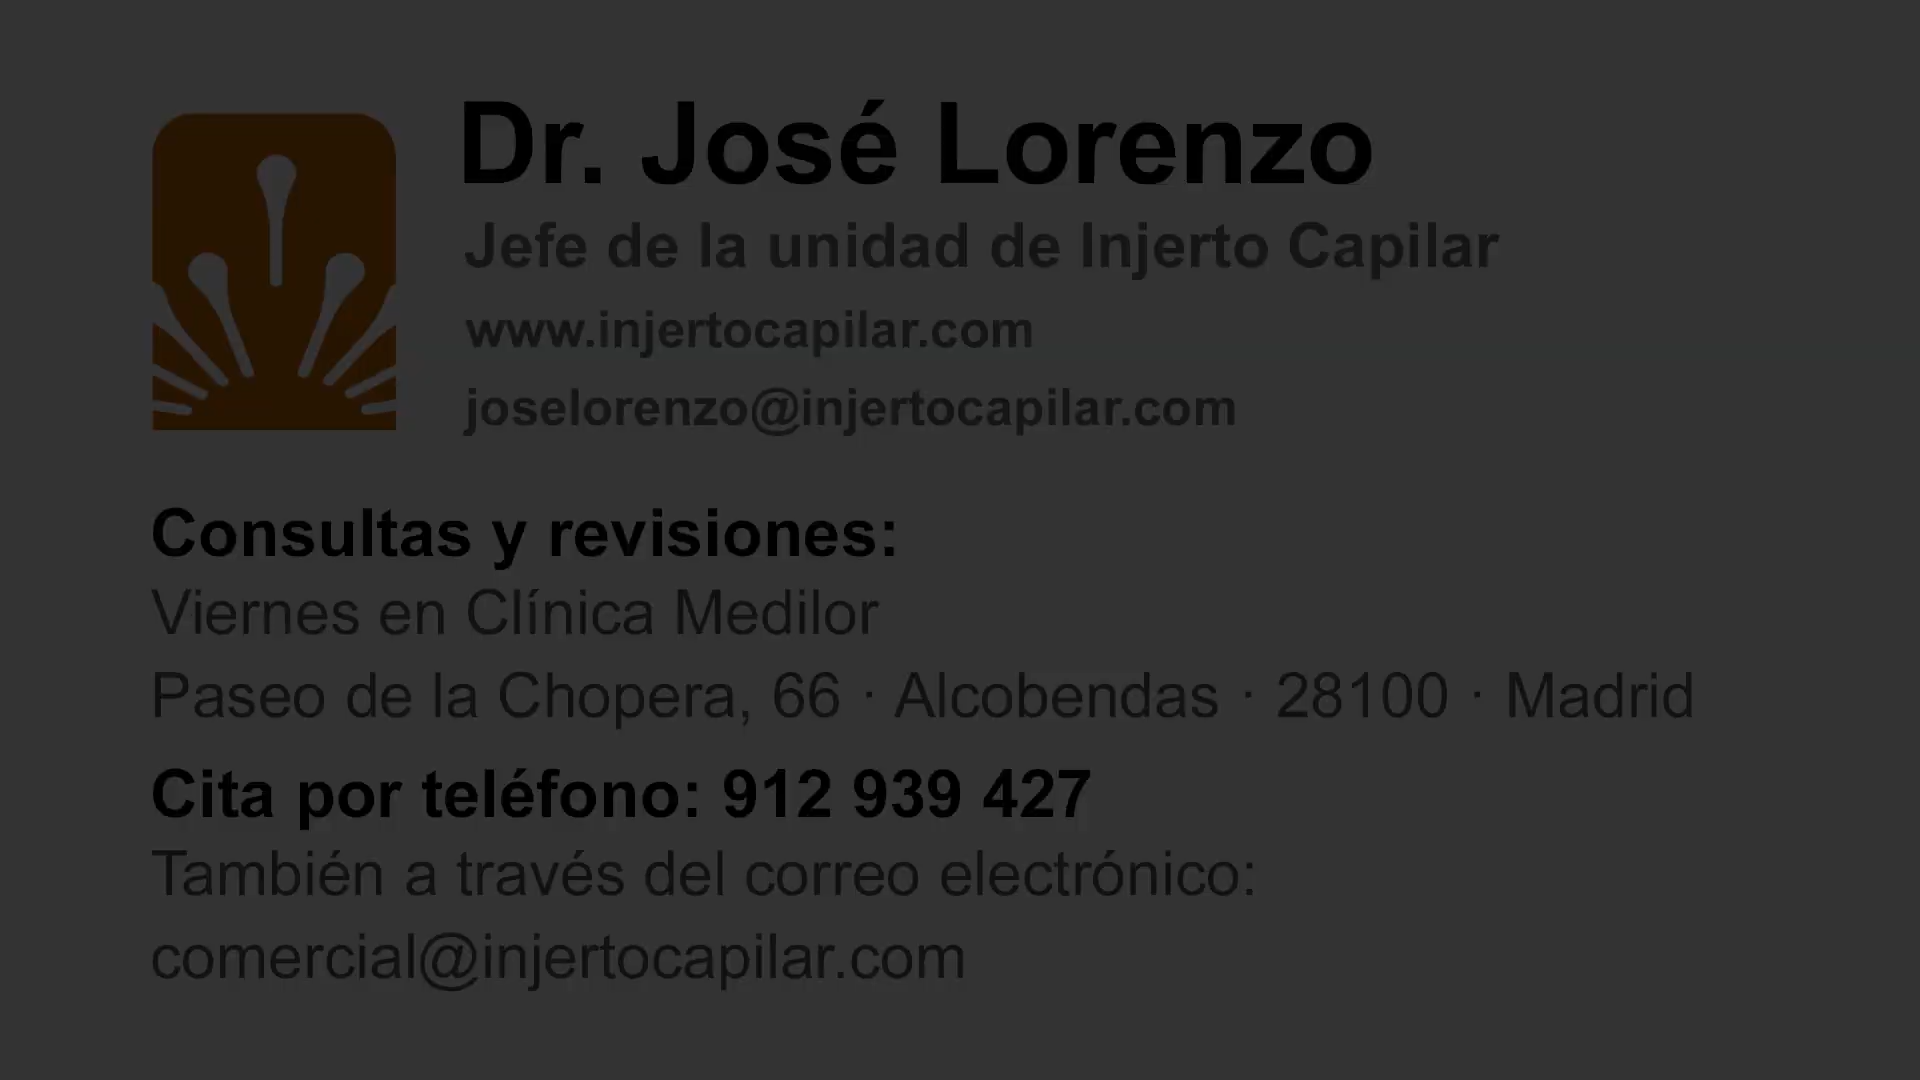 Dr. José Lorenzo
Jefe de la unidad de Injerto Capilar
www.injertocapilar.com
joselorenzo@injertocapilar.com
Consultas y revisiones:
Viernes en Clínica Medilor
Paseo de la Chopera, 66 · Alcobendas · 28100 · Madrid
Cita por teléfono: 912 939 427
También a través del correo electrónico:
comercial@injertocapilar.com